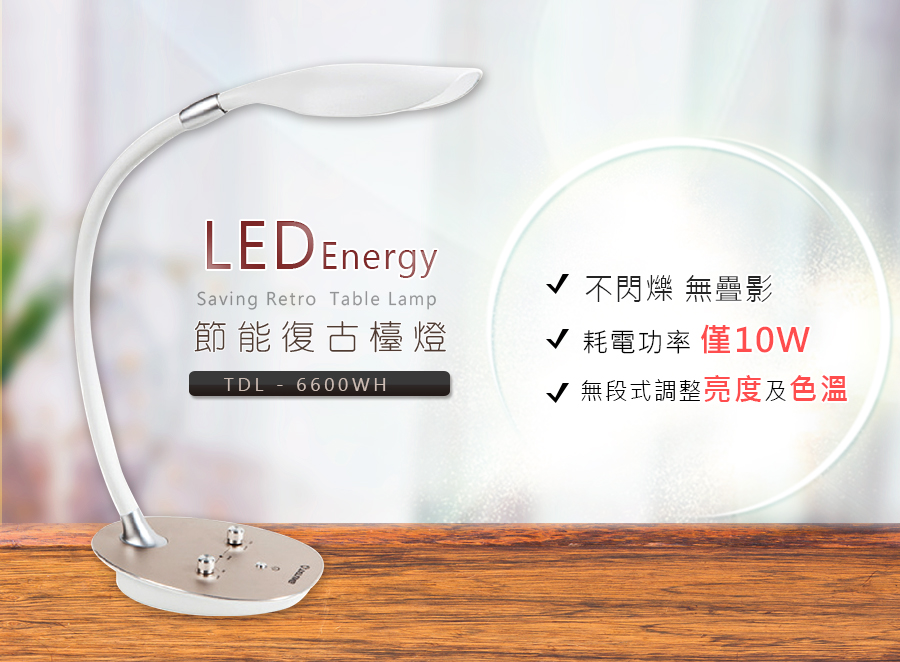 LED Energy
Saving Retro Table Lamp
節能復古檯燈
TDL - 6600WH
不閃爍 無疊影
耗電功率 僅10W
無段式調整亮度及色溫